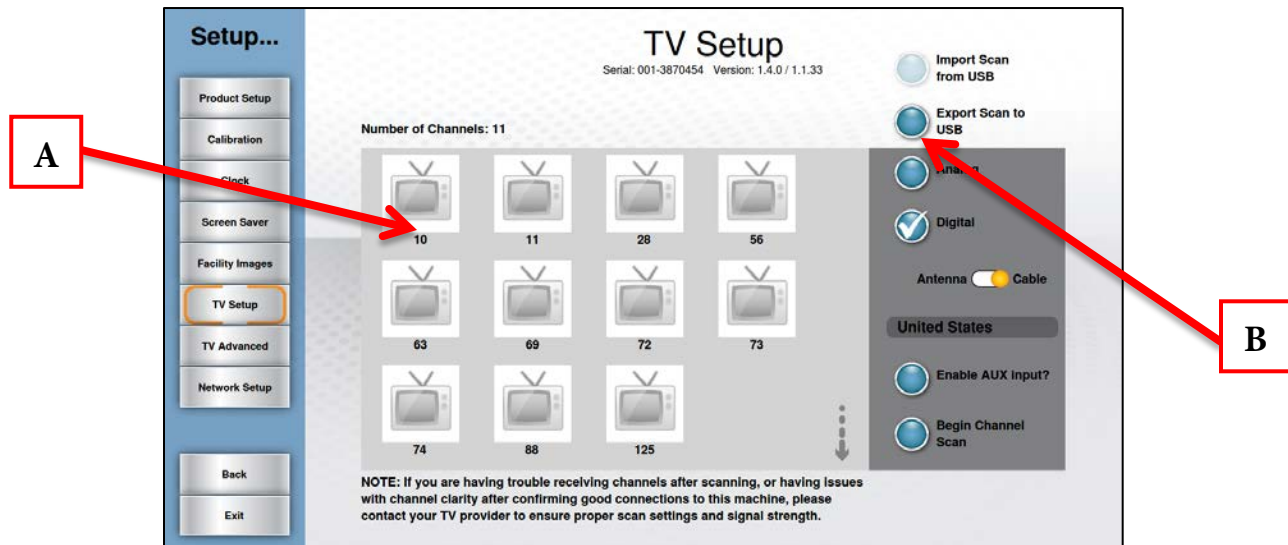 Setup...
TV Setup
Serial: 001-3870454 Version: 1.4.0 / 1.1.33
Import Scan
from USB
Export Scan to
USB
Product Setup
Calibration
Clock
Screen Saver
Facility Images
TV Setup
TV Advanced
Network Setup
Back
Exit
A
Number of Channels: 11
10 11 28 56
63 69 72 73
74 88 125
Analog
Digital
Antenna Cable
United States
Enable AUX input?
Begin Channel
Scan
B
NOTE: If you are having trouble receiving channels after scanning, or having issues
with channel clarity after confirming good connections to this machine, please
contact your TV provider to ensure proper scan settings and signal strength.